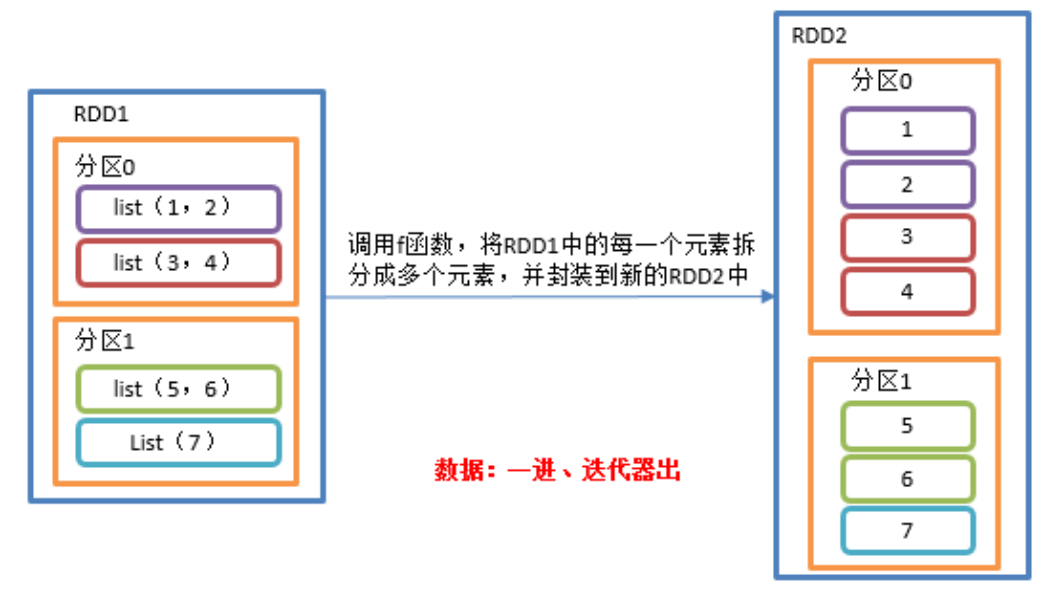 RDD1
分区0
list（1，2）
list（3，4）
分区1
list（5，6）
List（7）
调用f函数，将RDD1中的每一个元素拆
分成多个元素，并封装到新的RDD2中
数据：一进、迭代器出
RDD2
分区0
1
2
3
4
分区1
5
6
7